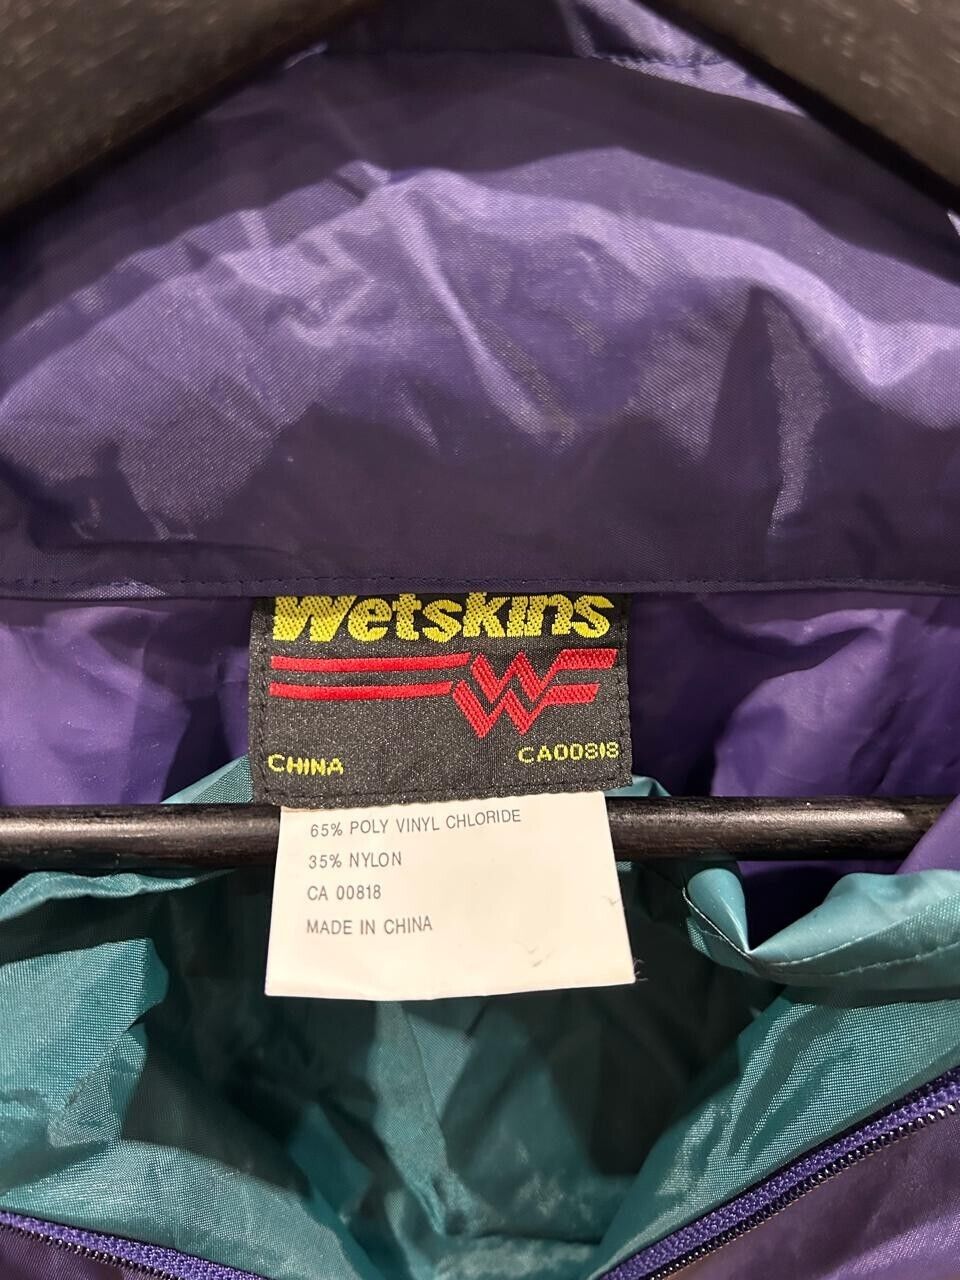 Wetskins
CHINA CA00818
65% POLY VINYL CHLORIDE
35% NYLON
CA 00818
MADE IN CHINA